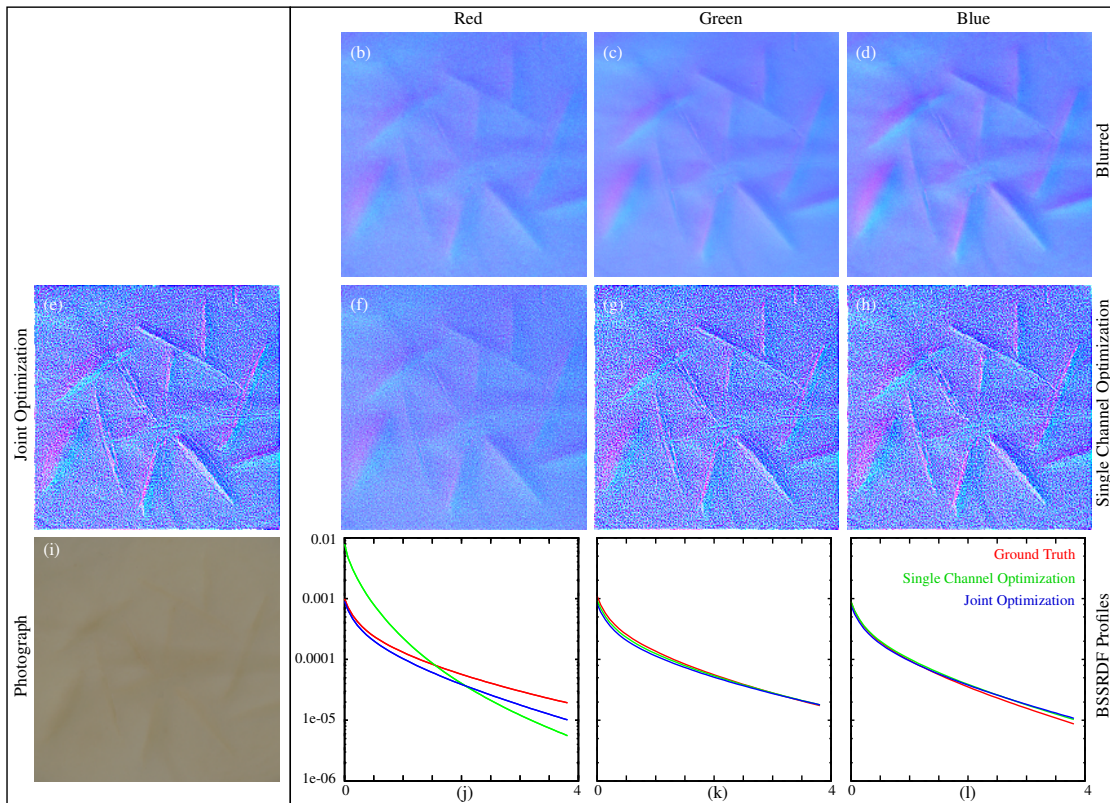 Red
Green
Blue
(b)
(c)
(d)
Blurred
(e)
(f)
(g)
(h)
Joint Optimization
Single Channel Optimization
(i)
Photograph
0.01
0.001
0.0001
1e-05
1e-06
Ground Truth
Single Channel Optimization
Joint Optimization
BSSRDF Profiles
0
(j)
4
0
(k)
4
0
(l)
4